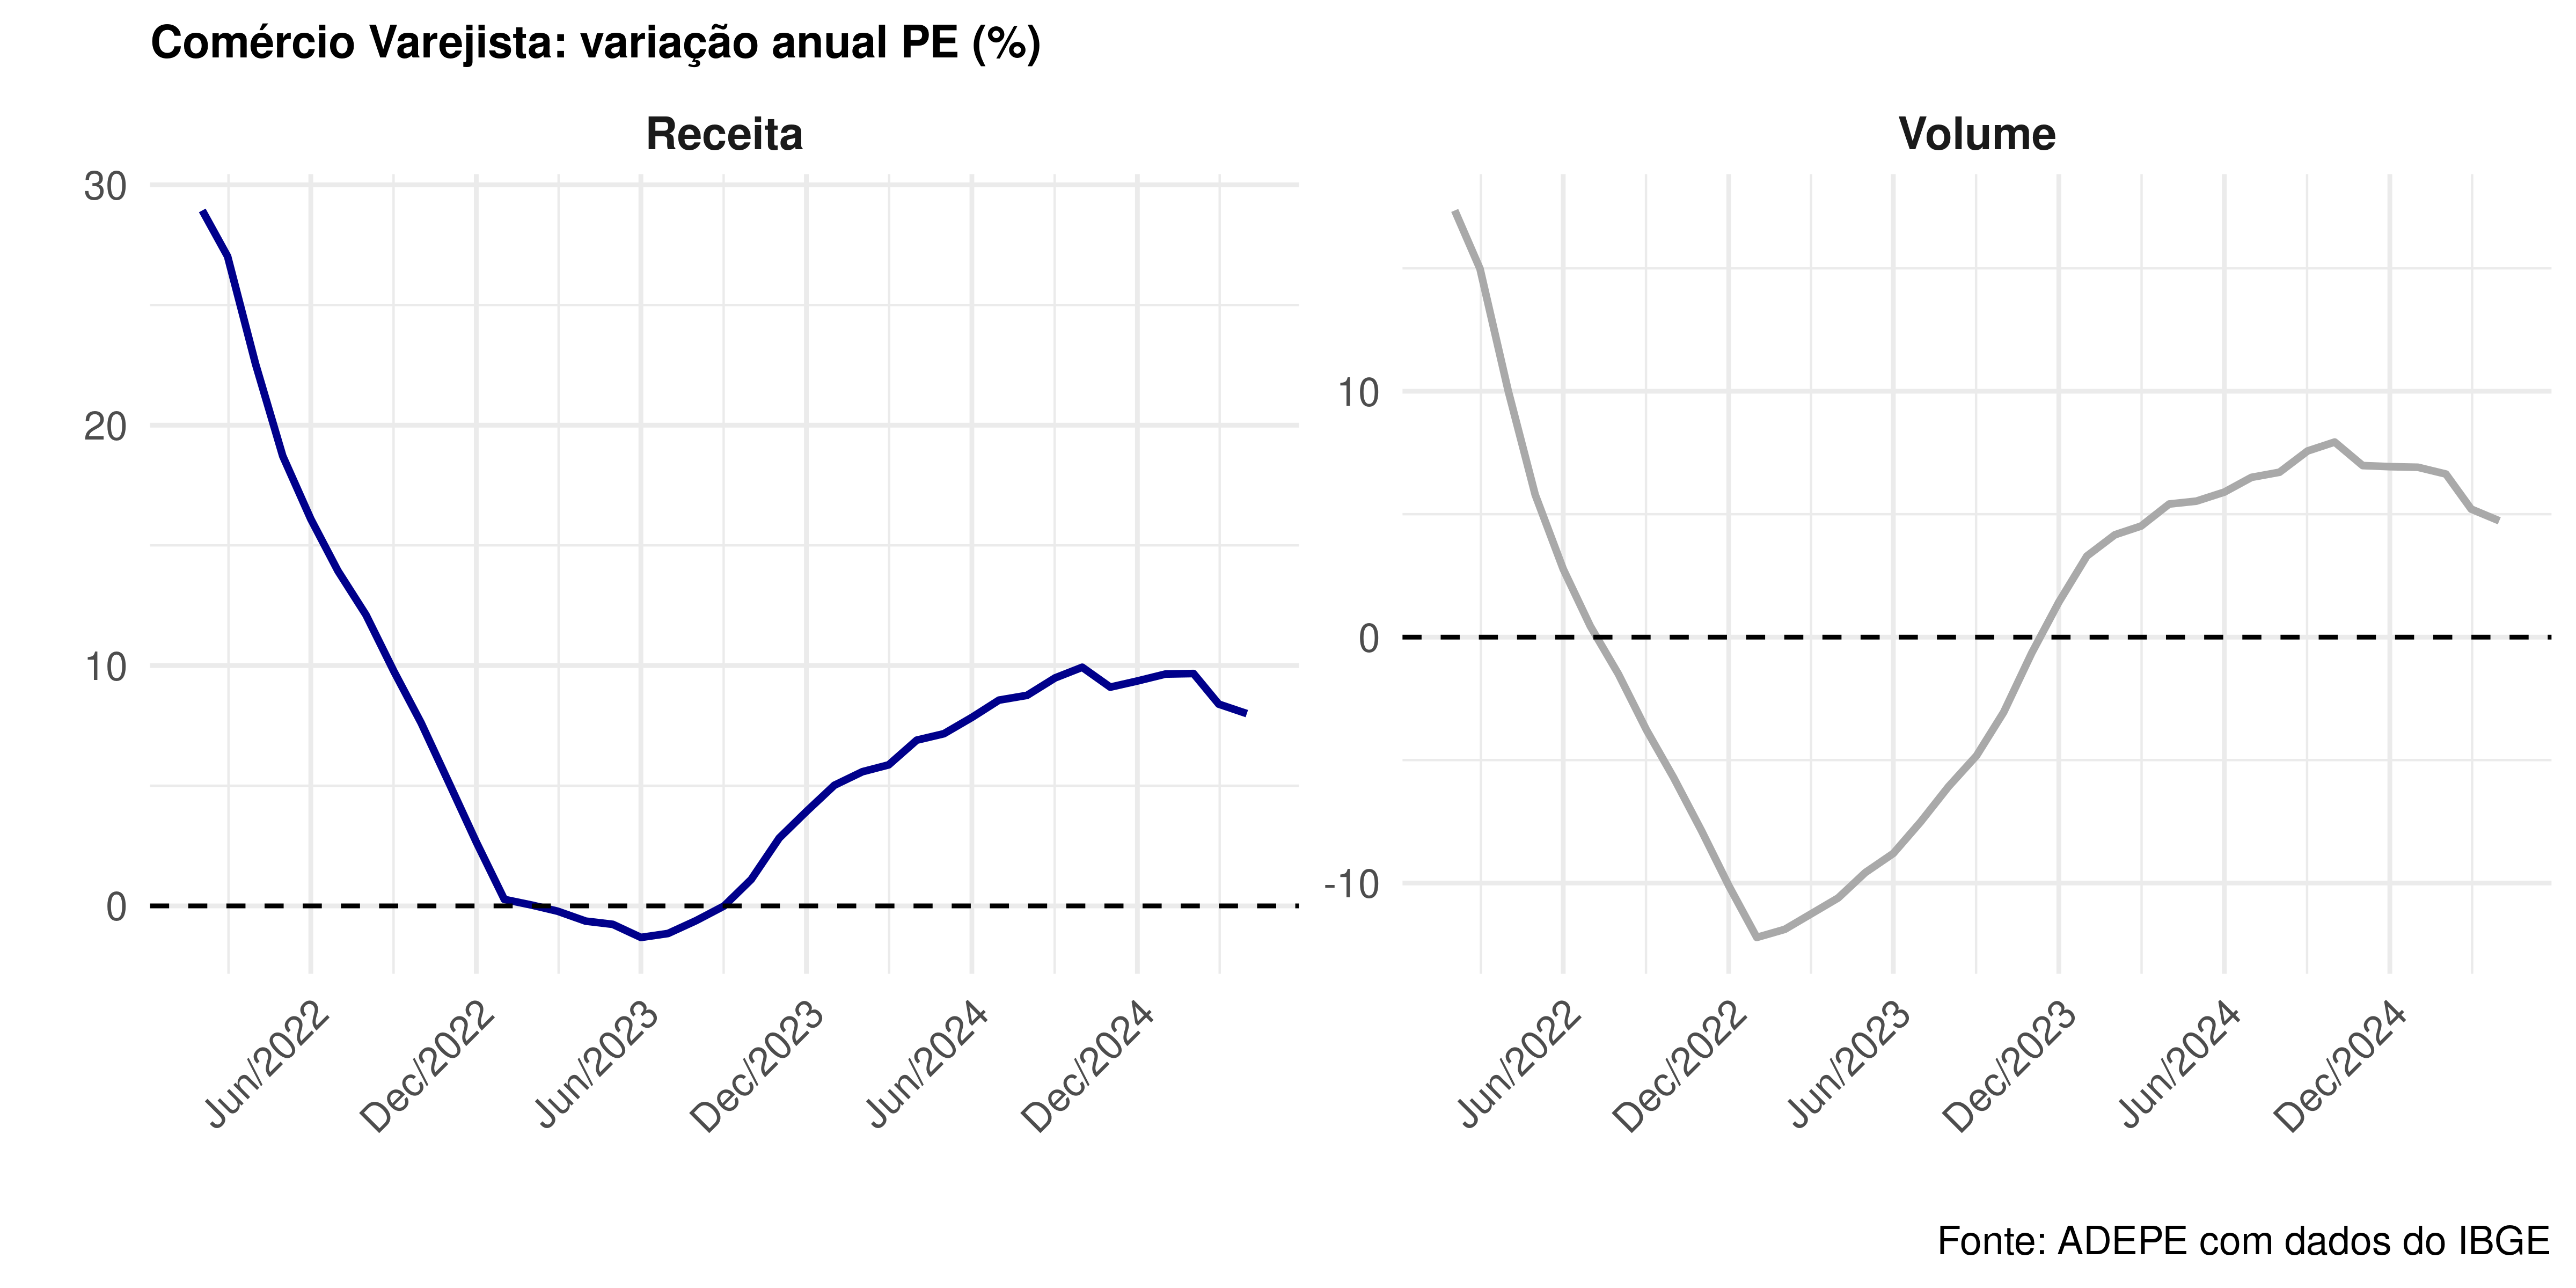 Comércio Varejista: variação anual PE (%)
Receita
30
20
10
0
Jun/2022
Dec/2022
Jun/2023
Dec/2023
Jun/2024
Dec/2024
Volume
10
0
-10
Jun/2022
Dec/2022
Jun/2023
Dec/2023
Jun/2024
Dec/2024
Fonte: ADEPE com dados do IBGE